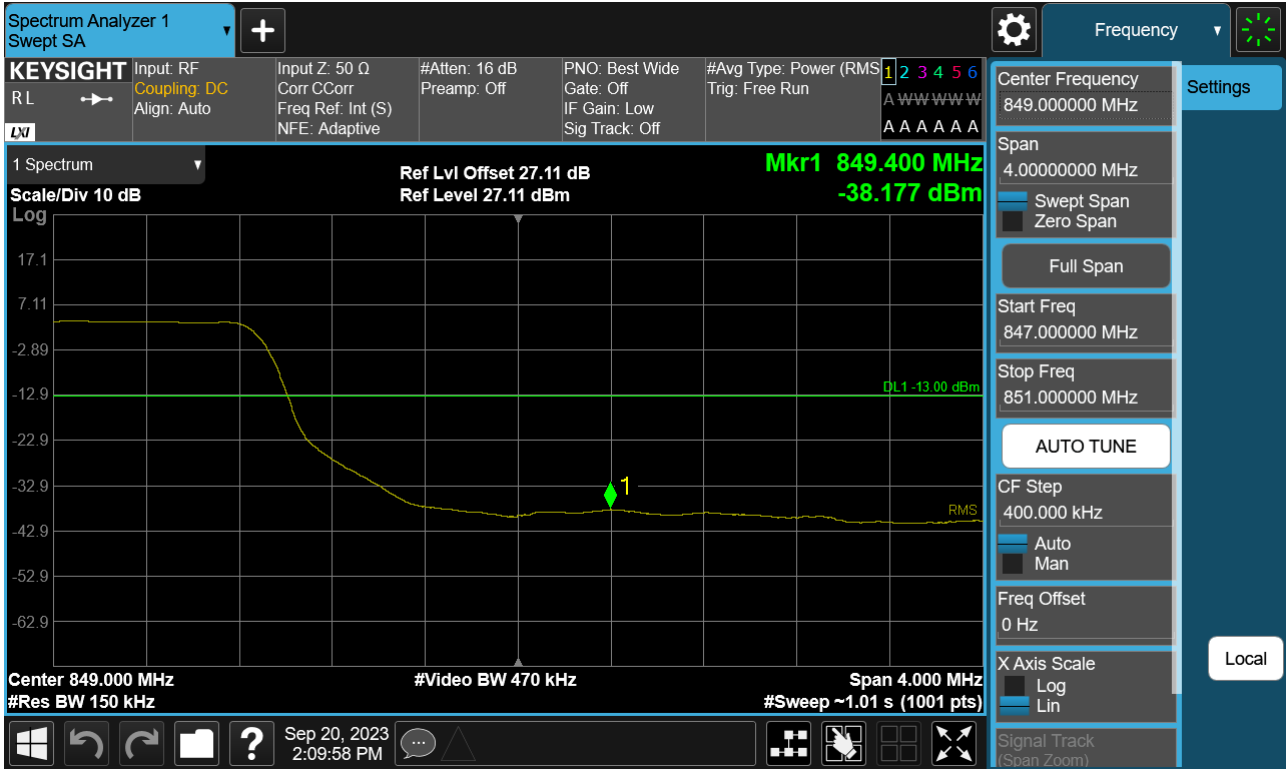 Spectrum Analyzer 1
Swept SA
Frequency
KEYSIGHT
R L
LXI
Input: RF
Coupling: DC
Align: Auto
Input Z: 50 Ω
Corr CCorr
Freq Ref: Int (S)
NFE: Adaptive
#Atten: 16 dB
Preamp: Off
PNO: Best Wide
Gate: Off
IF Gain: Low
Sig Track: Off
#Avg Type: Power (RMS
Trig: Free Run
1 2 3 4 5 6
A W W W W W
A A A A A A
1 Spectrum
Scale/Div 10 dB
Log
Ref Lvl Offset 27.11 dB
Ref Level 27.11 dBm
Mkr1 849.400 MHz
-38.177 dBm
17.1
7.11
-2.89
-12.9
-22.9
-32.9
-42.9
-52.9
-62.9
DL1 -13.00 dBm
1
RMS
Center 849.000 MHz
#Res BW 150 kHz
#Video BW 470 kHz
Span 4.000 MHz
#Sweep ~1.01 s (1001 pts)
Center Frequency
849.000000 MHz
Settings
Span
4.00000000 MHz
Swept Span
Zero Span
Full Span
Start Freq
847.000000 MHz
Stop Freq
851.000000 MHz
AUTO TUNE
CF Step
400.000 kHz
Auto
Man
Freq Offset
0 Hz
X Axis Scale
Log
Lin
Local
Signal Track
(Span Zoom)
?
Sep 20, 2023
2:09:58 PM